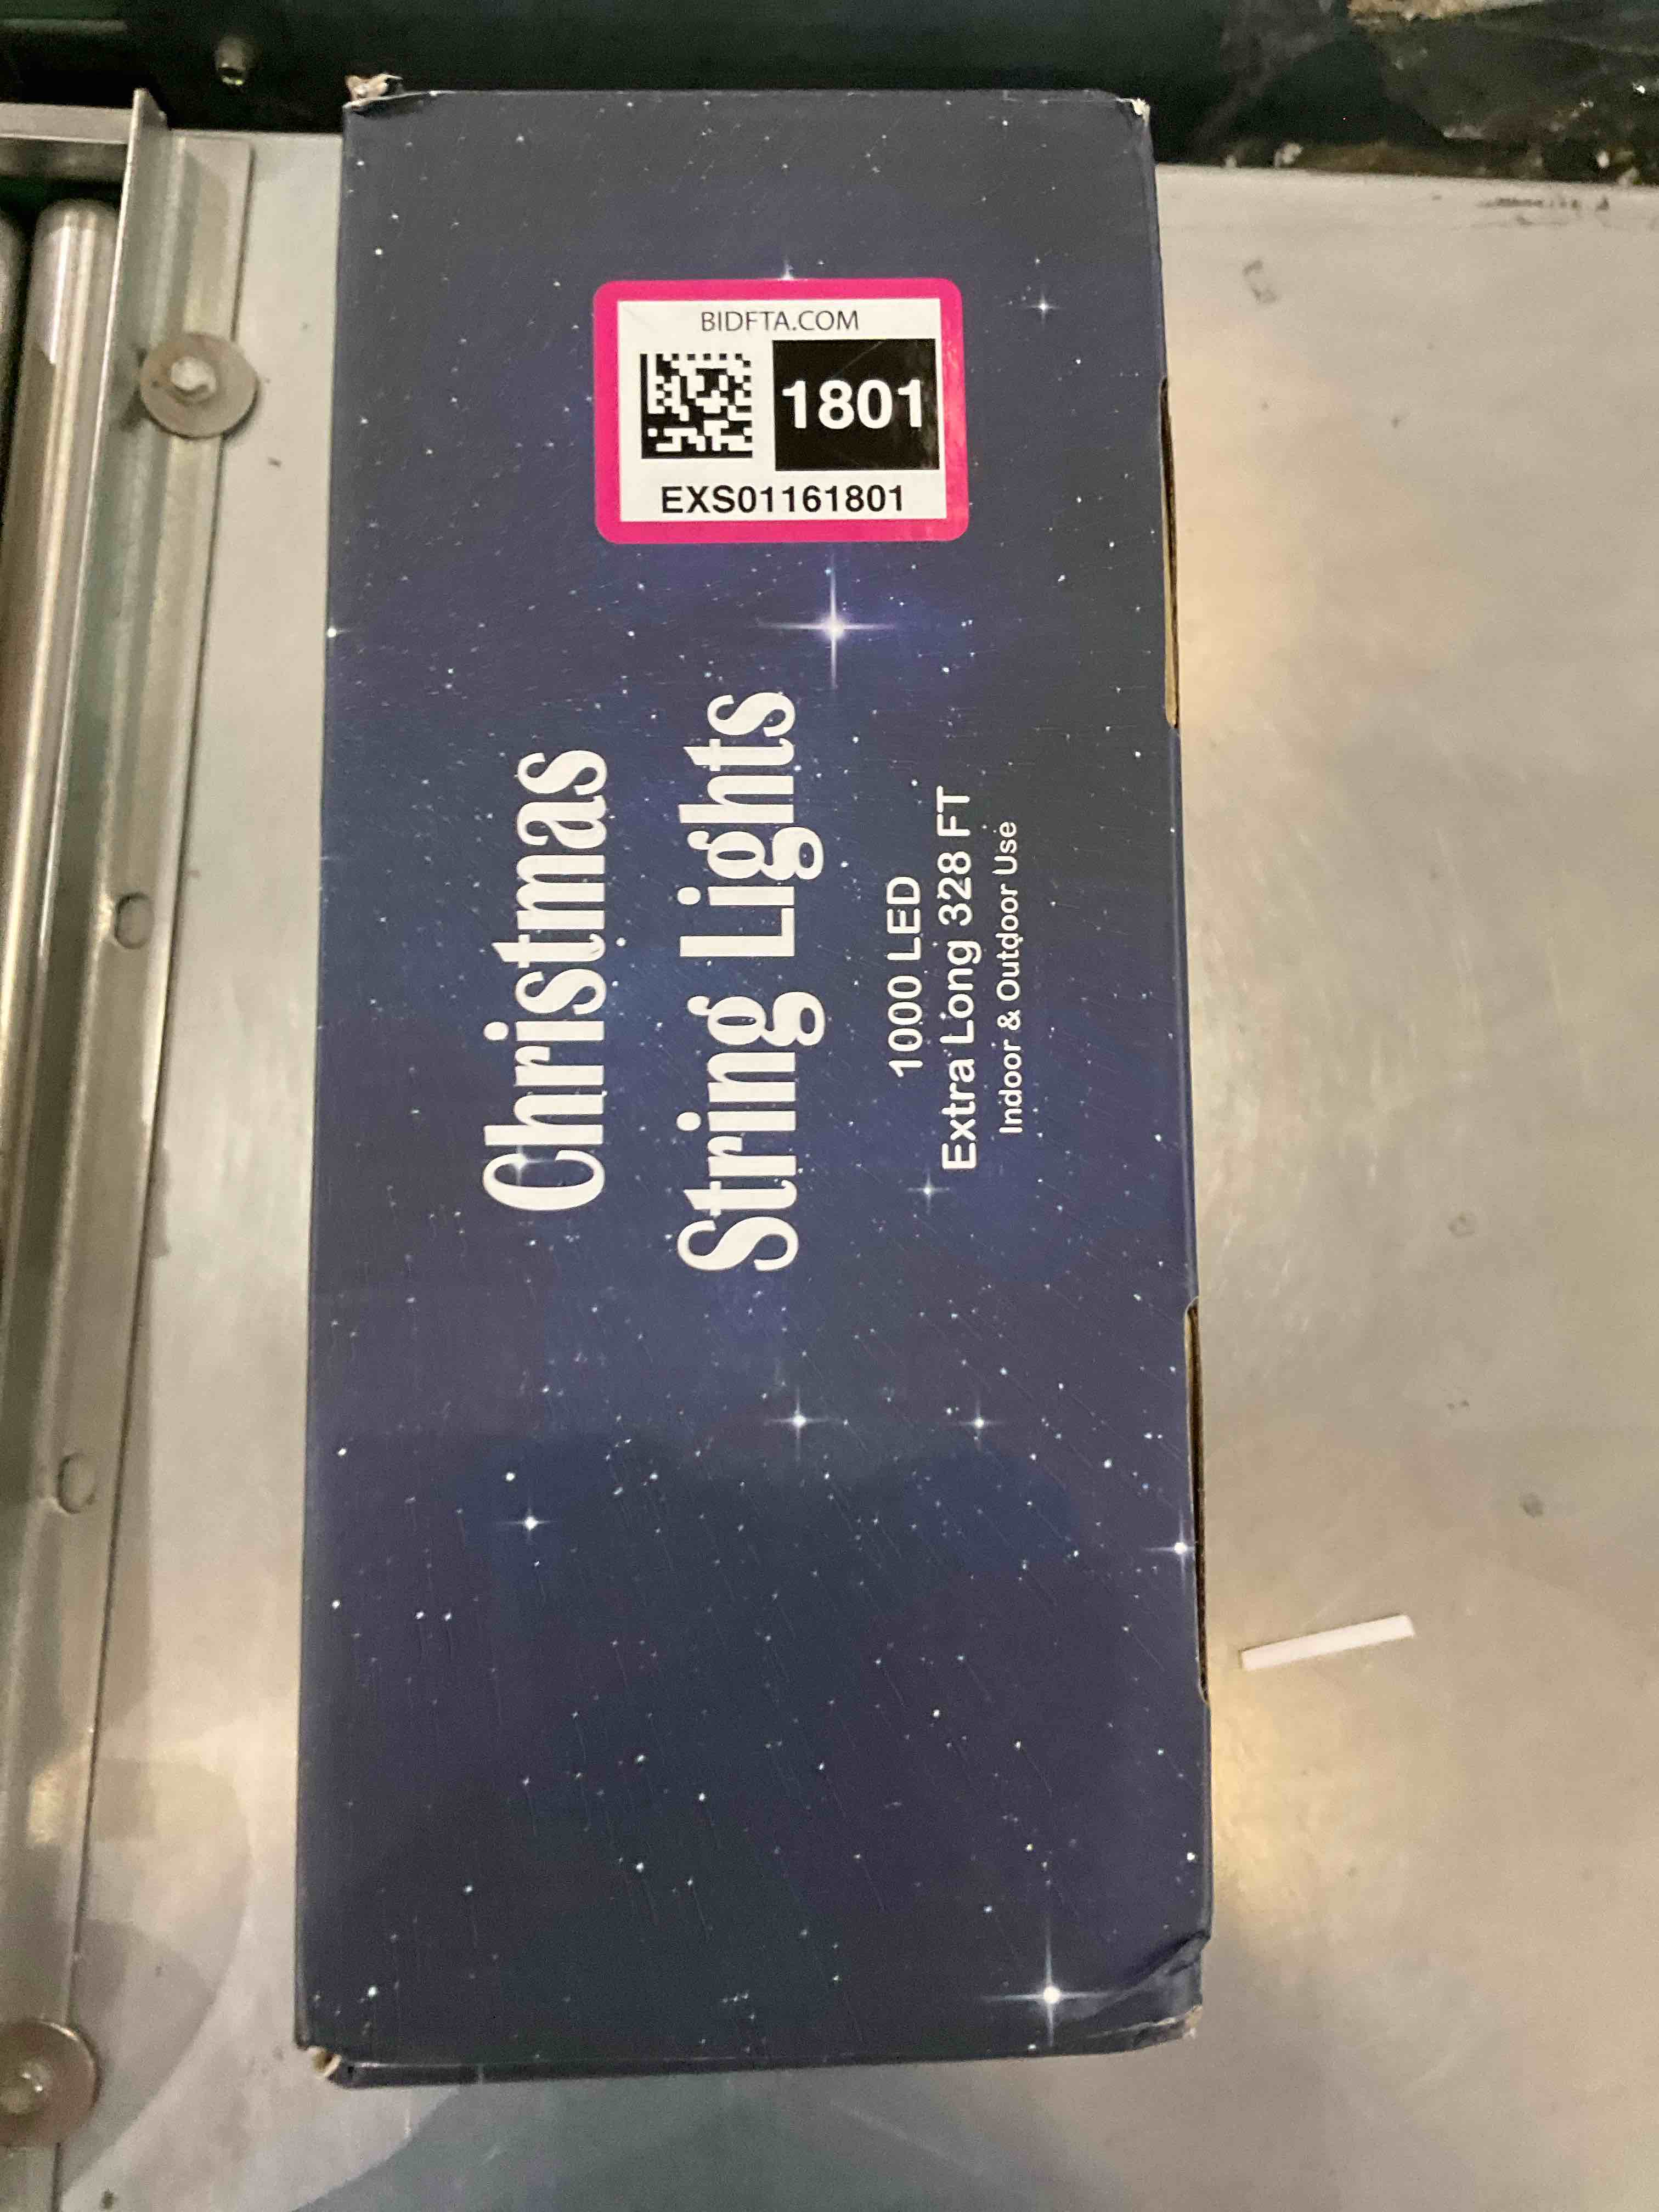 BIDFTA.COM
1801
EXS01161801
Christmas
String Lights
1000 LED
Extra Long 328 FT
Indoor & Outdoor Use